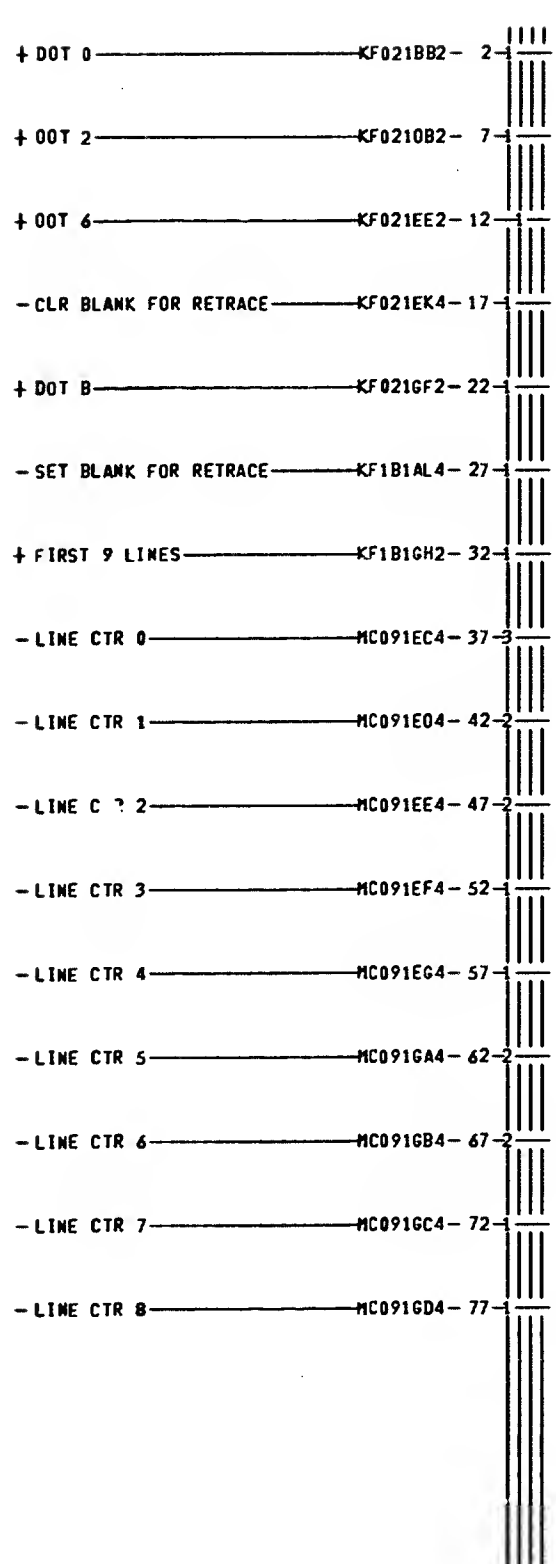 + DOT 0 KF021BB2- 2-1
+ 00T 2 KF0210B2- 7-1
+ 00T 6 KF021EE2- 12-1
- CLR BLANK FOR RETRACE KF021EK4- 17-1
+ DOT B KF021GF2- 22-1
- SET BLANK FOR RETRACE KF1B1AL4- 27-1
+ FIRST 9 LINES KF1B1GH2- 32-1
- LINE CTR 0 MC091EC4- 37-3
- LINE CTR 1 MC091E04- 42-2
- LINE 2 MC091EE4- 47-2
- LINE CTR 3 MC091EF4- 52-1
- LINE CTR 4 MC091EG4- 57-1
- LINE CTR 5 MC091GA4- 62-2
- LINE CTR 6 MC091GB4- 67-2
- LINE CTR 7 MC091GC4- 72-1
- LINE CTR 8 MC091GD4- 77-1